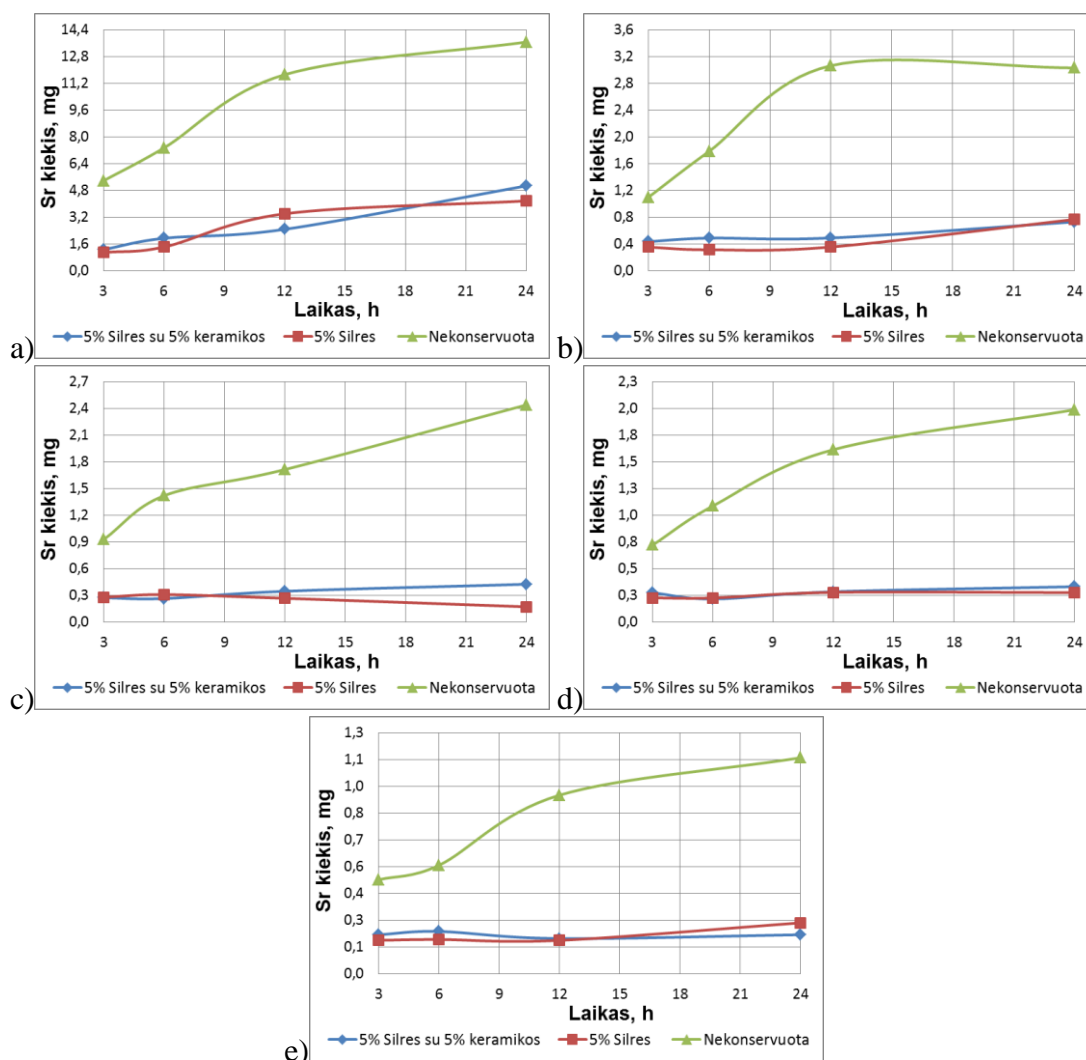 14,4
12,8
11,2
9,6
8,0
6,4
4,8
3,2
1,6
0,0
Sr kiekis, mg
3 6 9 12 15 18 21 24
Laikas, h
5% Silres su 5% keramikos 5% Silres Nekonservuota
a)
3,6
3,2
2,8
2,4
2,0
1,6
1,2
0,8
0,4
0,0
Sr kiekis, mg
3 6 9 12 15 18 21 24
Laikas, h
5% Silres su 5% keramikos 5% Silres Nekonservuota
b)
2,7
2,4
2,1
1,8
1,5
1,2
0,9
0,6
0,3
0,0
Sr kiekis, mg
3 6 9 12 15 18 21 24
Laikas, h
5% Silres su 5% keramikos 5% Silres Nekonservuota
c)
2,3
2,0
1,8
1,5
1,3
1,0
0,8
0,5
0,3
0,0
Sr kiekis, mg
3 6 9 12 15 18 21 24
Laikas, h
5% Silres su 5% keramikos 5% Silres Nekonservuota
d)
1,3
1,1
1,0
0,8
0,7
0,6
0,4
0,3
0,1
0,0
Sr kiekis, mg
3 6 9 12 15 18 21 24
Laikas, h
5% Silres su 5% keramikos 5% Silres Nekonservuota
e)